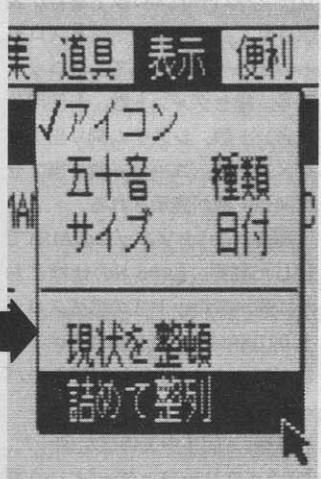 集 道具 表示 便利
√アイコン
五十音 種類
サイズ 日付
現状を整頓
詰めて整列